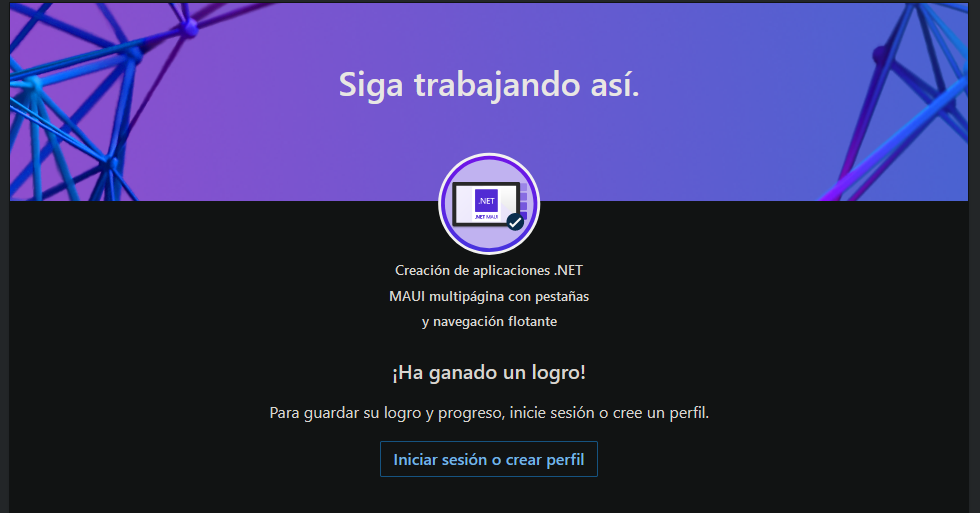 Siga trabajando así.
.NET
.NET MAUI
Creación de aplicaciones .NET
MAUI multipágina con pestañas
y navegación flotante
¡Ha ganado un logro!
Para guardar su logro y progreso, inicie sesión o cree un perfil.
Iniciar sesión o crear perfil